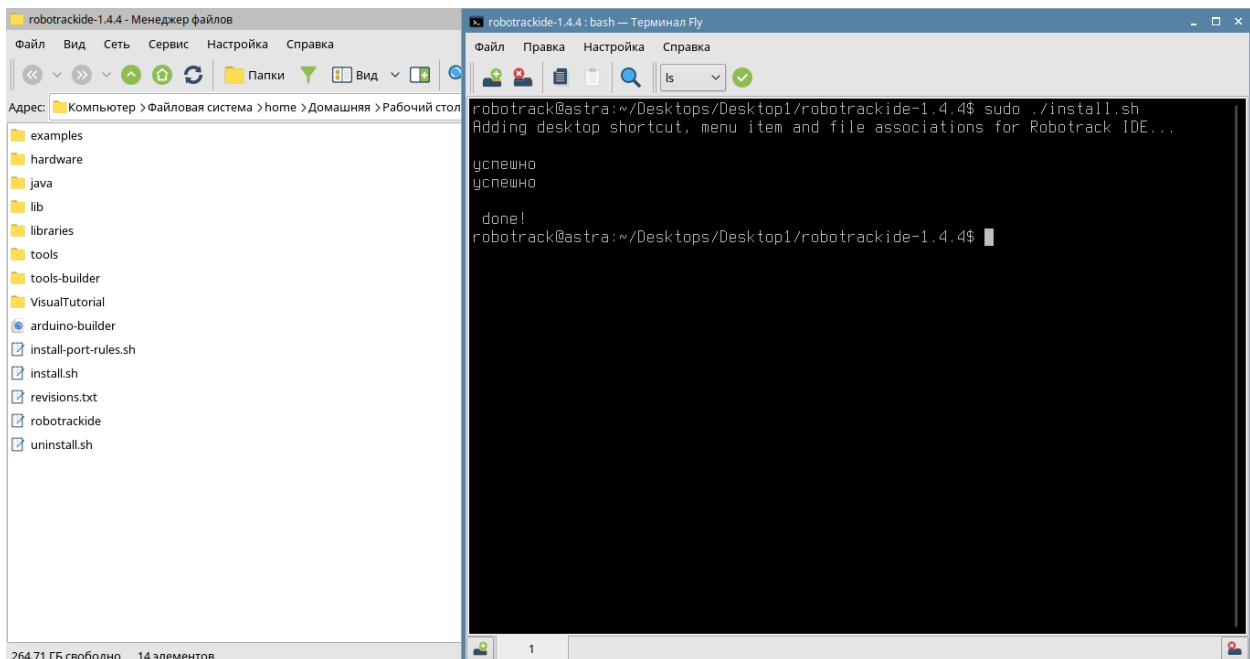 robotrackide-1.4.4 - Менеджер файлов
Файл Вид Сеть Сервис Настройка Справка
Папки Вид
Адрес: Компьютер > Файловая система > home > Домашняя > Рабочий стол
examples
hardware
java
lib
libraries
tools
tools-builder
VisualTutorial
arduino-builder
install-port-rules.sh
install.sh
revisions.txt
robotrackide
uninstall.sh
264.71 ГБ свободно 14 элементов
robotrackide-1.4.4 : bash — Терминал Fly
Файл Правка Настройка Справка
ls
robotrack@astra:~/Desktops/Desktop1/robotrackide-1.4.4$ sudo ./install.sh
Adding desktop shortcut, menu item and file associations for Robotrack IDE...
успешно
успешно
done!
robotrack@astra:~/Desktops/Desktop1/robotrackide-1.4.4$
1